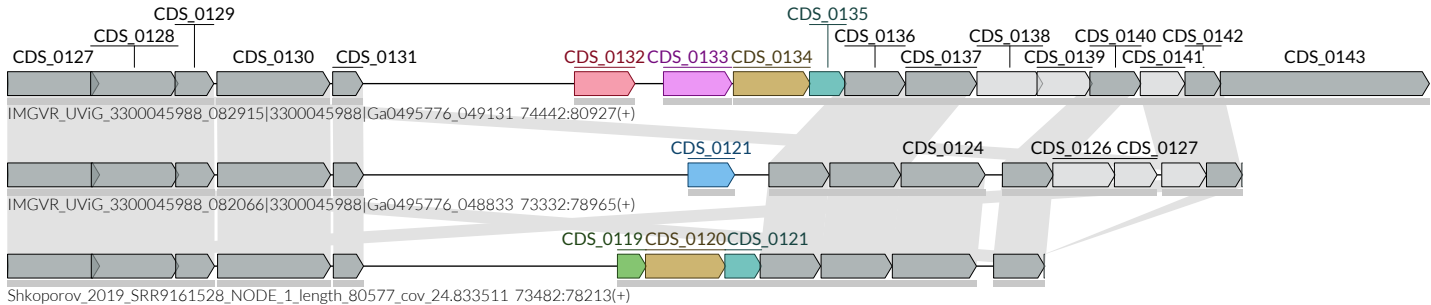 CDS_0135
CDS_0129
CDS_0128 CDS_0136 CDS_0138 CDS_0140 CDS_0142
CDS_0127 CDS_0130 CDS_0131 CDS_0132 CDS_0133 CDS_0134 CDS_0137 CDS_0139 CDS_0141 CDS_0143
IMGVR_UViG_3300045988_082915|3300045988|Ga0495776_049131 74442:80927(+)
CDS_0121 CDS_0124 CDS_0126 CDS_0127
IMGVR_UViG_3300045988_082066|3300045988|Ga0495776_048833 73332:78965(+)
CDS_0119 CDS_0120 CDS_0121
Shkoporov_2019_SRR9161528_NODE_1_length_80577_cov_24.833511 73482:78213(+)